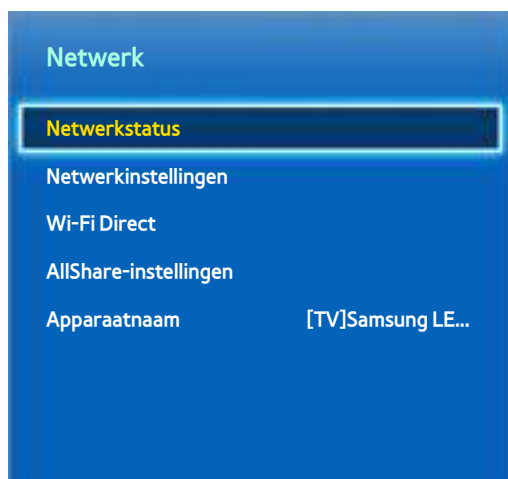 Netwerk
Netwerkstatus
Netwerkinstellingen
Wi-Fi Direct
AllShare-instellingen
Apparaatnaam [TV]Samsung LE...